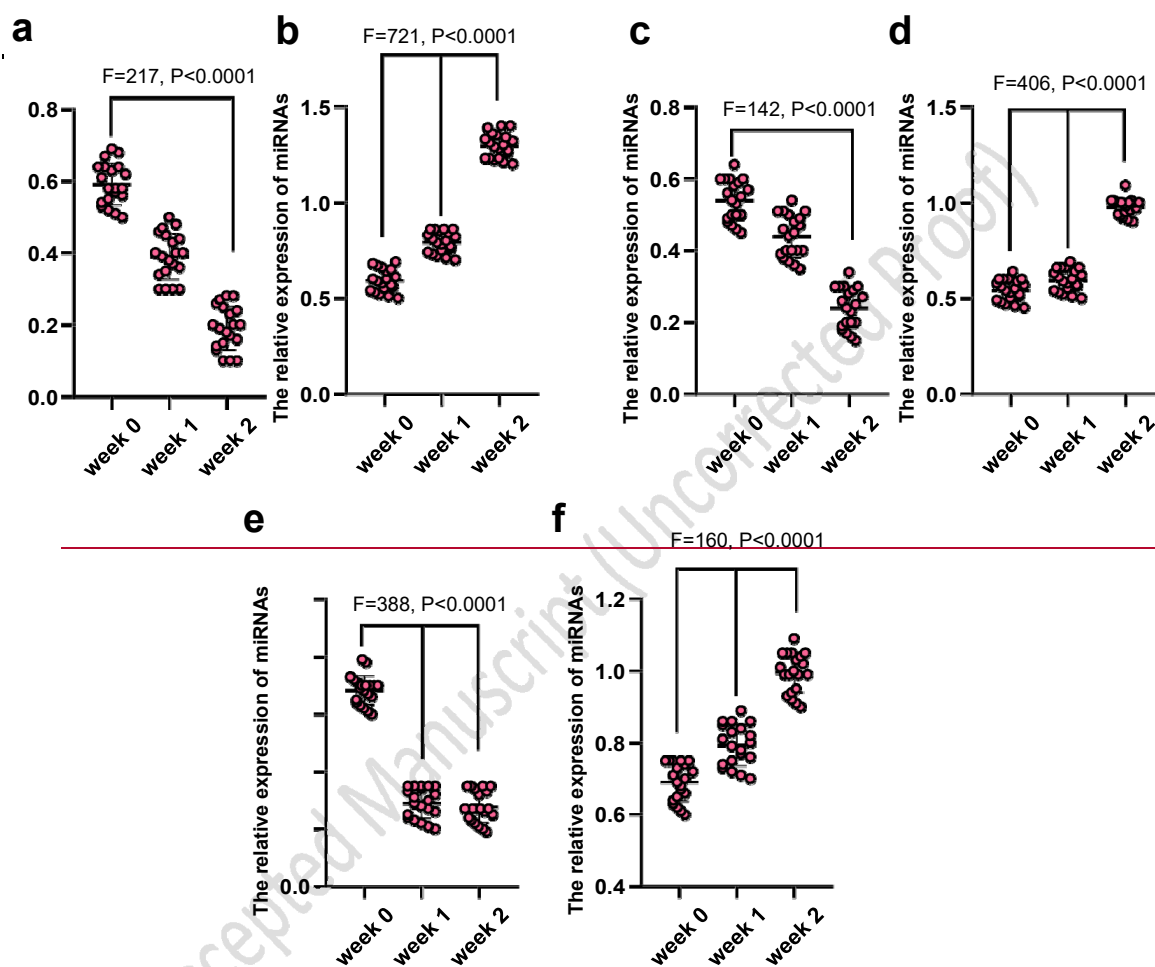 a
F=217, P<0.0001
0.8
0.6
0.4
0.2
0.0
week 0
week 1
week 2
b
F=721, P<0.0001
The relative expression of miRNAs
1.5
1.0
0.5
0.0
week 0
week 1
week 2
c
F=142, P<0.0001
The relative expression of miRNAs
0.8
0.6
0.4
0.2
0.0
week 0
week 1
week 2
d
F=406, P<0.0001
The relative expression of miRNAs
1.5
1.0
0.5
0.0
week 0
week 1
week 2
e
F=388, P<0.0001
The relative expression of miRNAs
0.0
week 0
week 1
week 2
f
F=160, P<0.0001
The relative expression of miRNAs
1.2
1.0
0.8
0.6
0.4
week 0
week 1
week 2
cepted Manuscript (Uncorrected Proof)